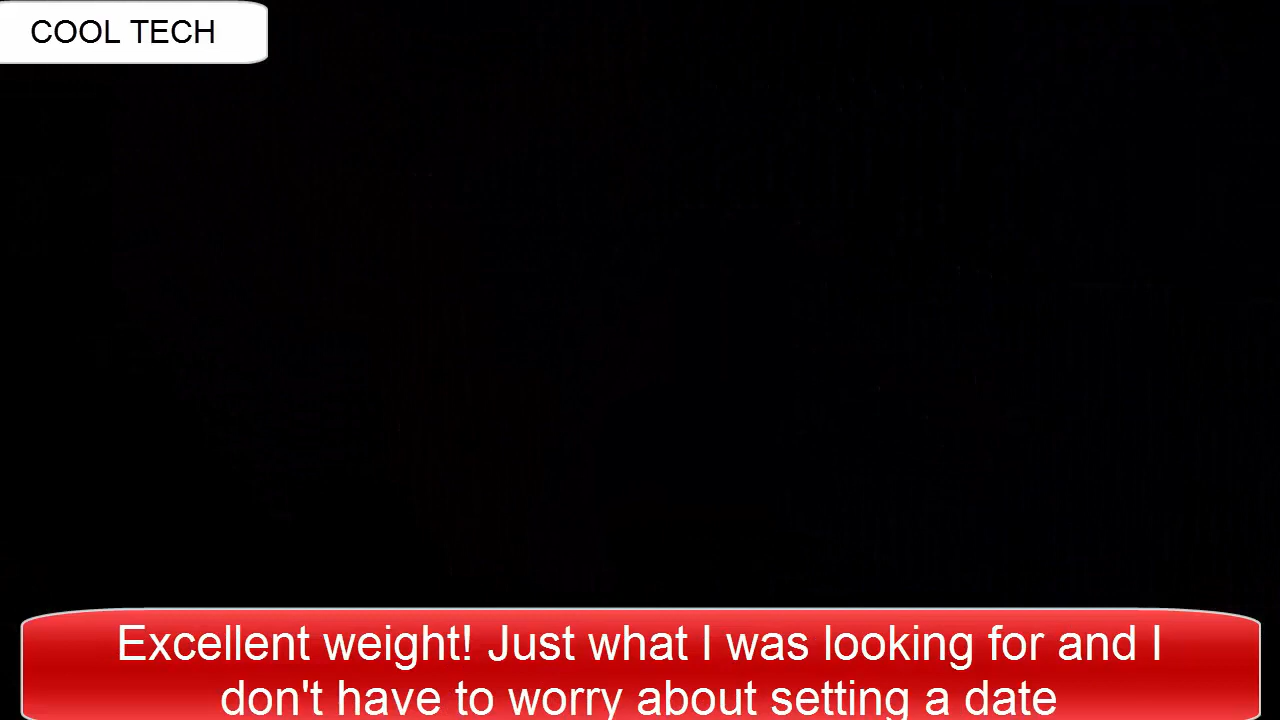 COOL TECH
Excellent weight! Just what I was looking for and I
don't have to worry about setting a date